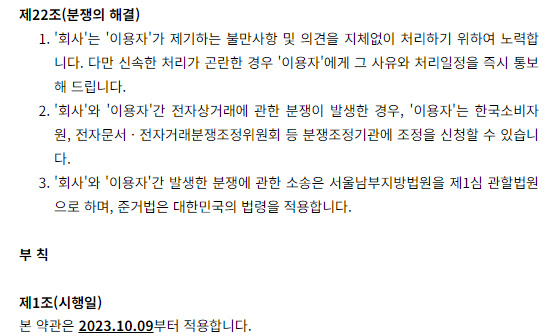 제22조(분쟁의 해결)
1. '회사'는 '이용자'가 제기하는 불만사항 및 의견을 지체없이 처리하기 위하여 노력합
니다. 다만 신속한 처리가 곤란한 경우 '이용자'에게 그 사유와 처리일정을 즉시 통보
해 드립니다.
2. '회사'와 '이용자'간 전자상거래에 관한 분쟁이 발생한 경우, '이용자'는 한국소비자
원, 전자문서ㆍ전자거래분쟁조정위원회 등 분쟁조정기관에 조정을 신청할 수 있습니
다.
3. '회사'와 '이용자'간 발생한 분쟁에 관한 소송은 서울남부지방법원을 제1심 관할법원
으로 하며, 준거법은 대한민국의 법령을 적용합니다.
부 칙
제1조(시행일)
본 약관은 2023.10.09부터 적용합니다.